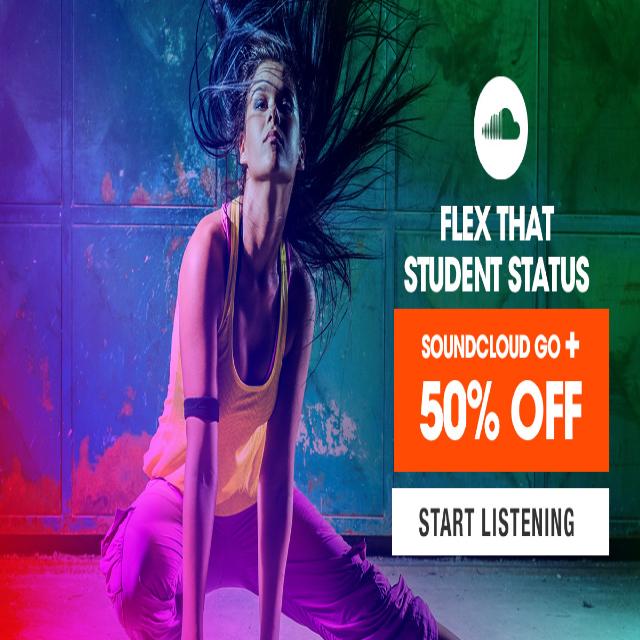 FLEX THAT
STUDENT STATUS
SOUNDCLOUD GO +
50% OFF
START LISTENING